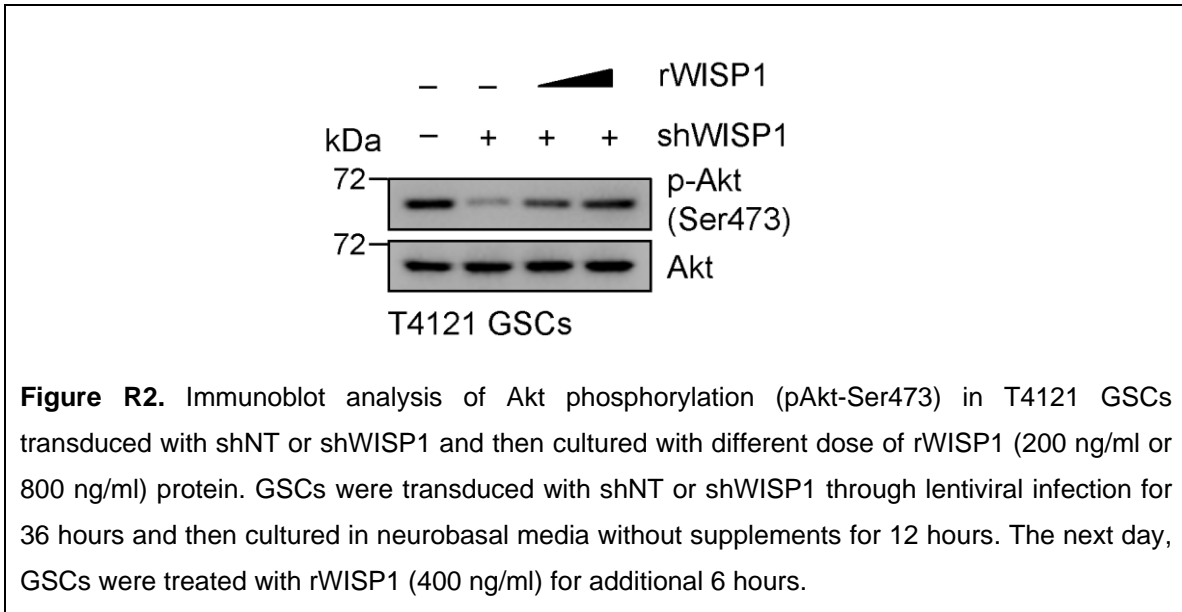 – – rWISP1
kDa – + + + shWISP1
72 p-Akt
(Ser473)
72 Akt
T4121 GSCs
Figure R2. Immunoblot analysis of Akt phosphorylation (pAkt-Ser473) in T4121 GSCs
transduced with shNT or shWISP1 and then cultured with different dose of rWISP1 (200 ng/ml or
800 ng/ml) protein. GSCs were transduced with shNT or shWISP1 through lentiviral infection for
36 hours and then cultured in neurobasal media without supplements for 12 hours. The next day,
GSCs were treated with rWISP1 (400 ng/ml) for additional 6 hours.